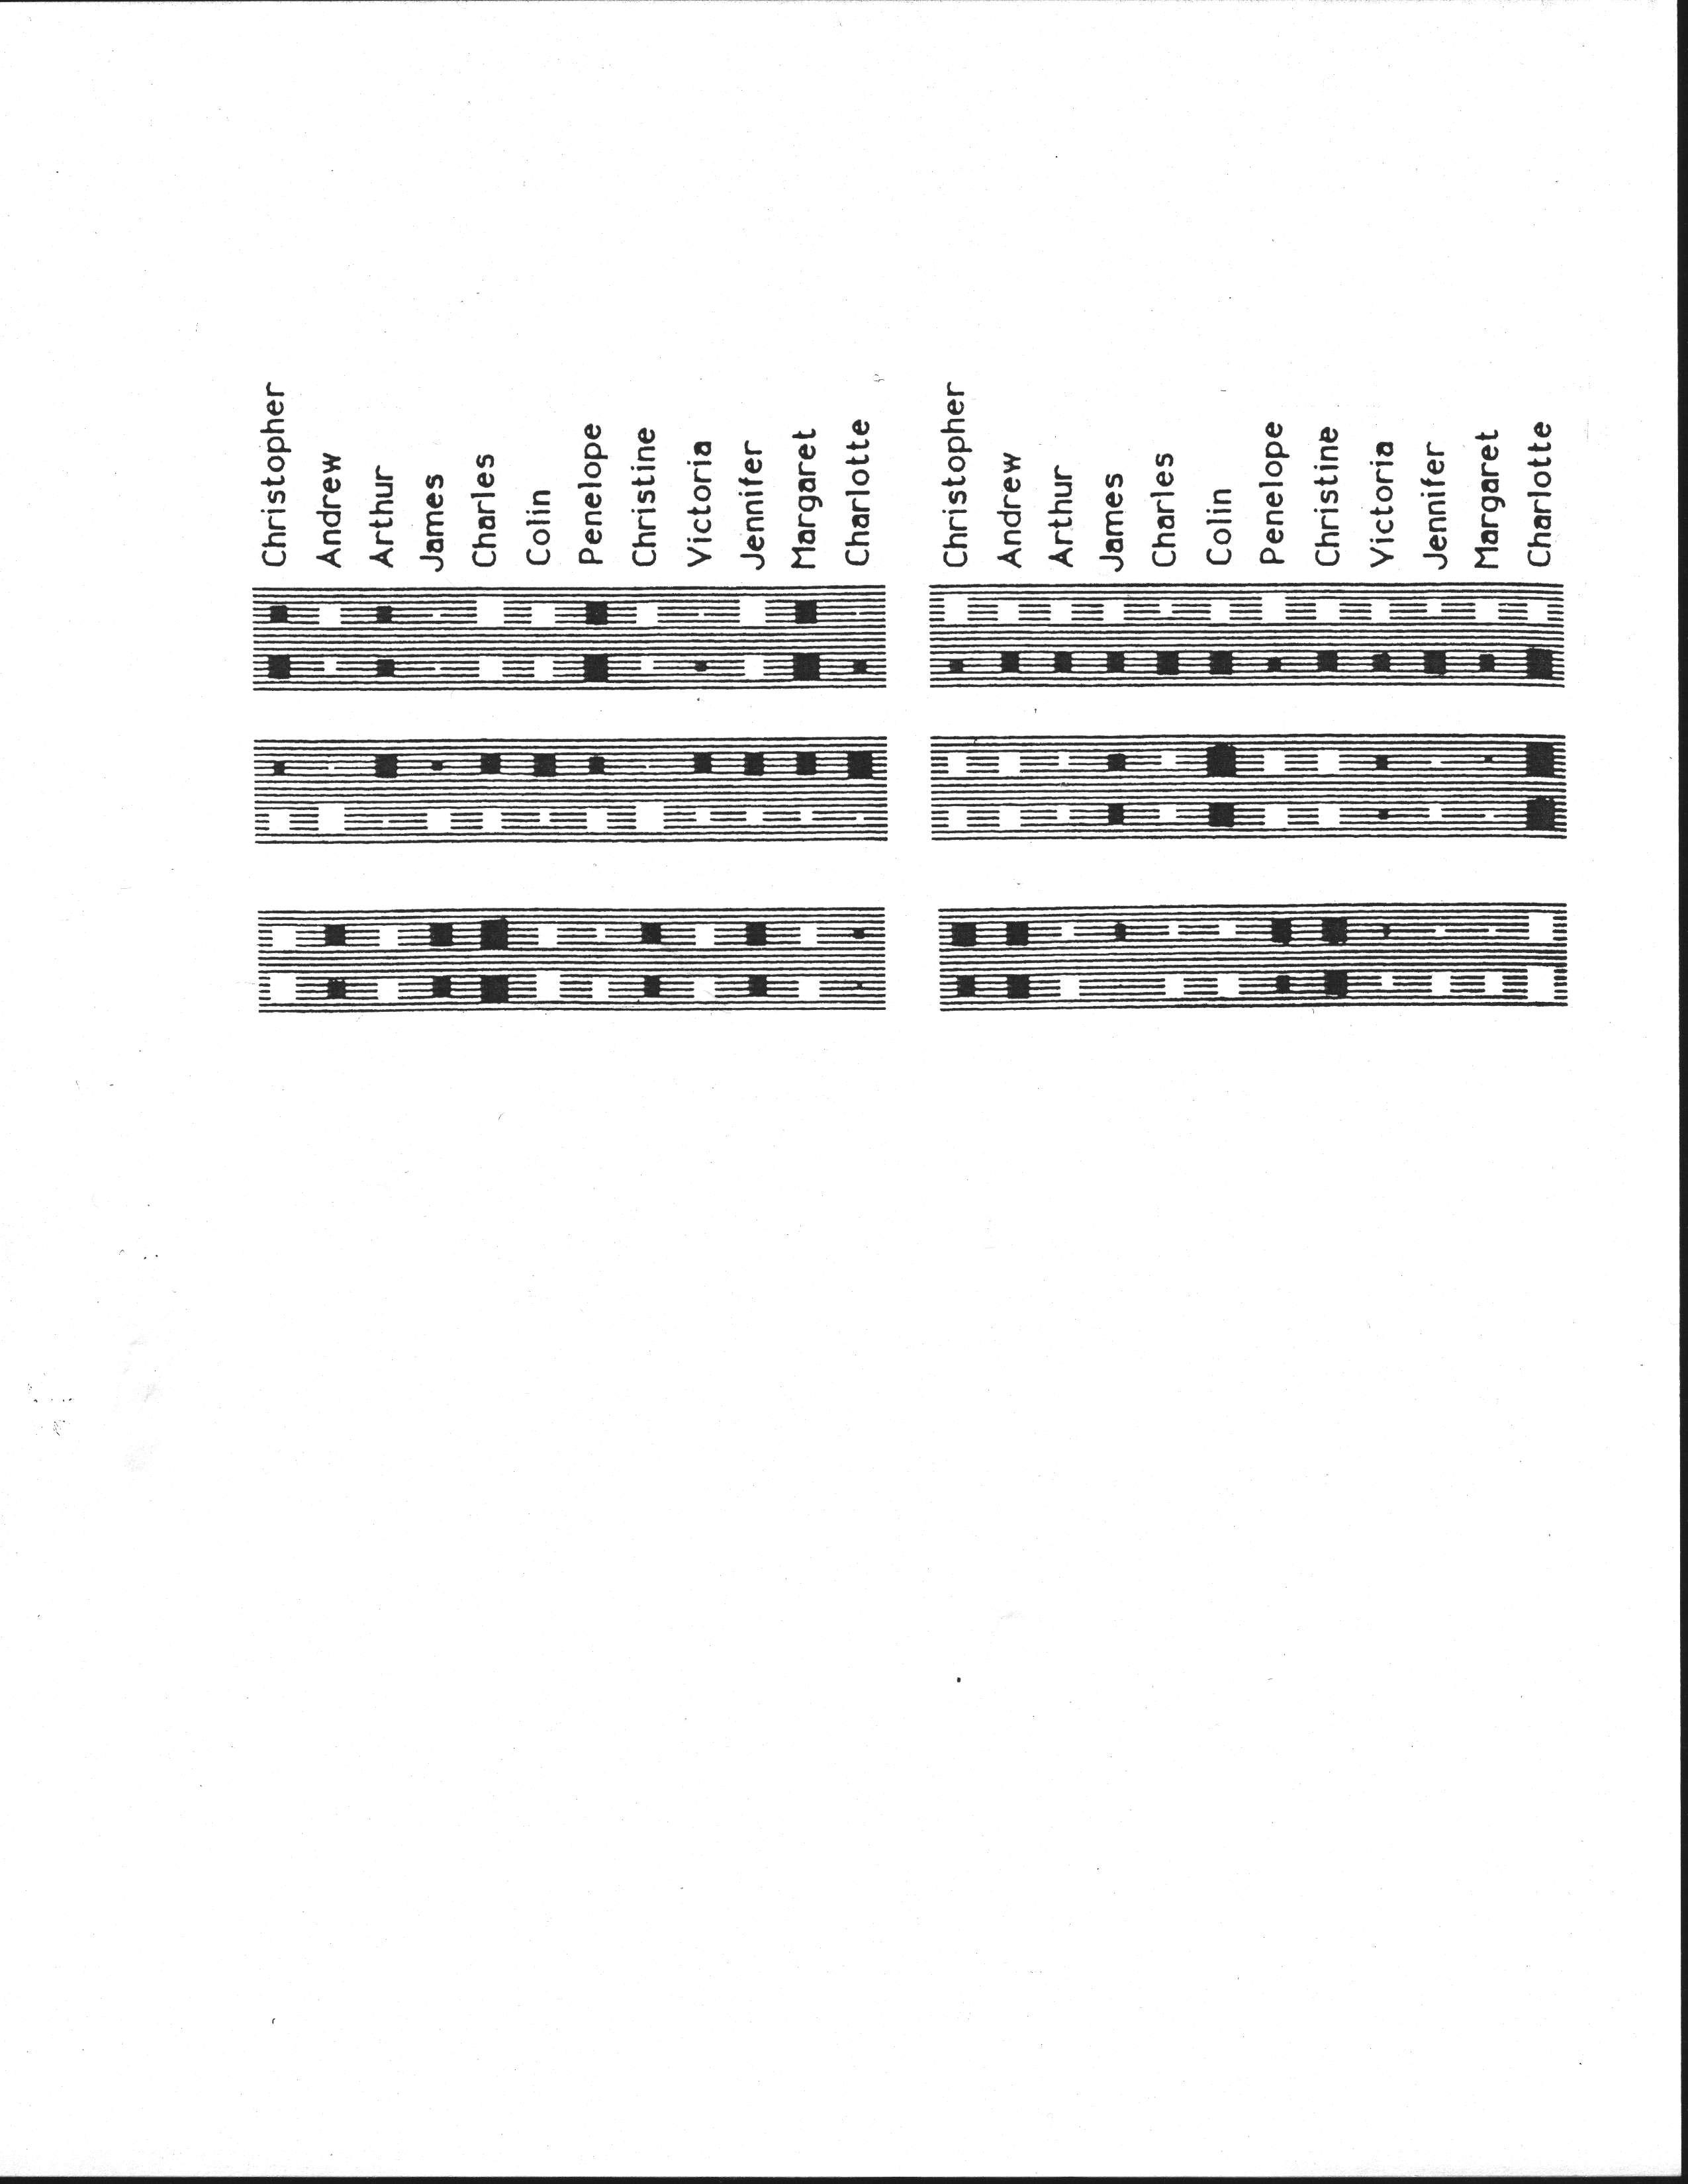 Christopher
Andrew
Arthur
James
Charles
Colin
Penelope
Christine
Victoria
Jennifer
Margaret
Charlotte
Christopher
Andrew
Arthur
James
Charles
Colin
Penelope
Christine
Victoria
Jennifer
Margaret
Charlotte